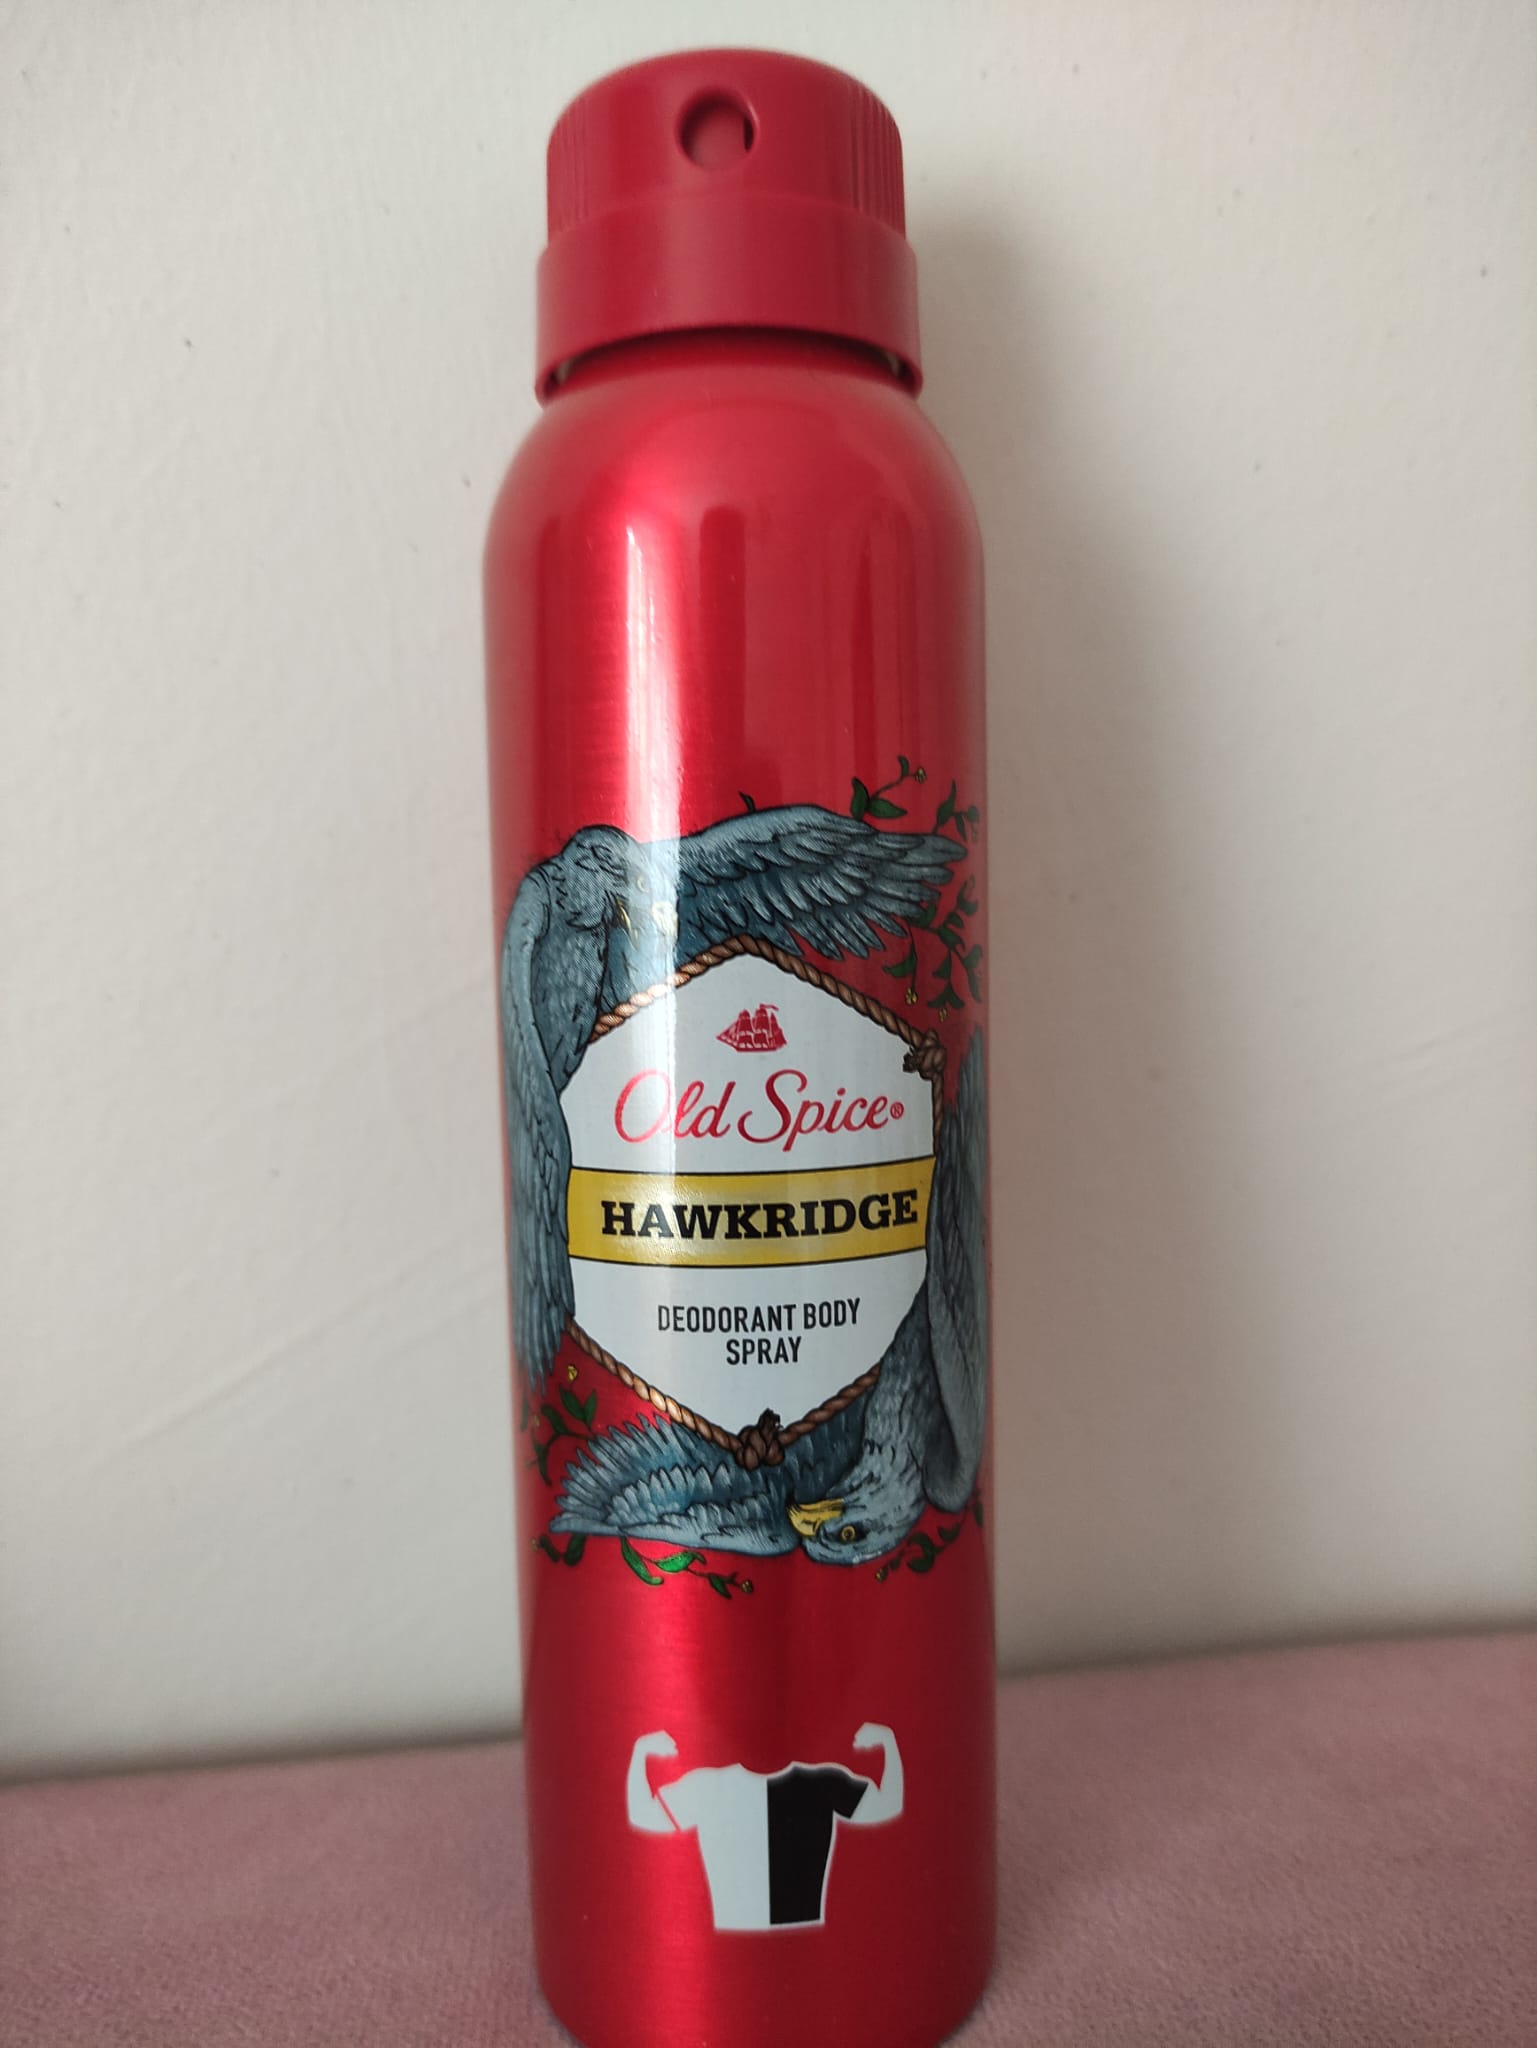 Old Spice®
HAWKRIDGE
DEODORANT BODY
SPRAY